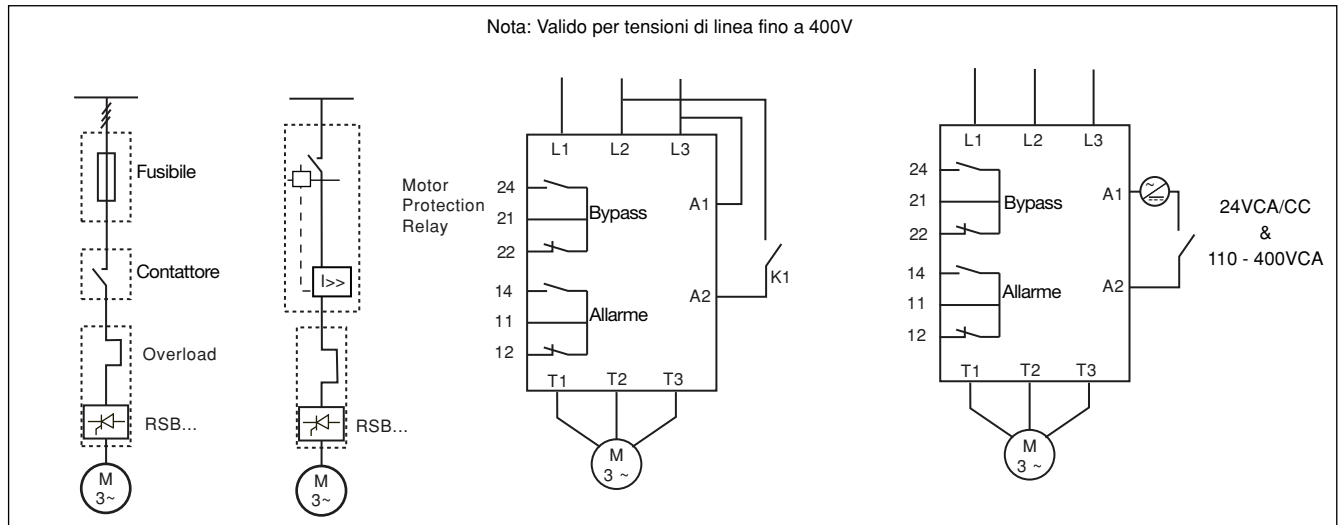 Nota: Valido per tensioni di linea fino a 400V
Fusibile
Contattore
Overload
RSB...
M
3~
I>>
RSB...
M
3~
Motor
Protection
Relay
L1 L2 L3
24
21
22
Bypass
14
11
12
Allarme
A1
A2
K1
T1 T2 T3
M
3 ~
L1 L2 L3
24
21
22
Bypass
14
11
12
Allarme
A1
A2
~
24VCA/CC
&
110 - 400VCA
T1 T2 T3
M
3 ~